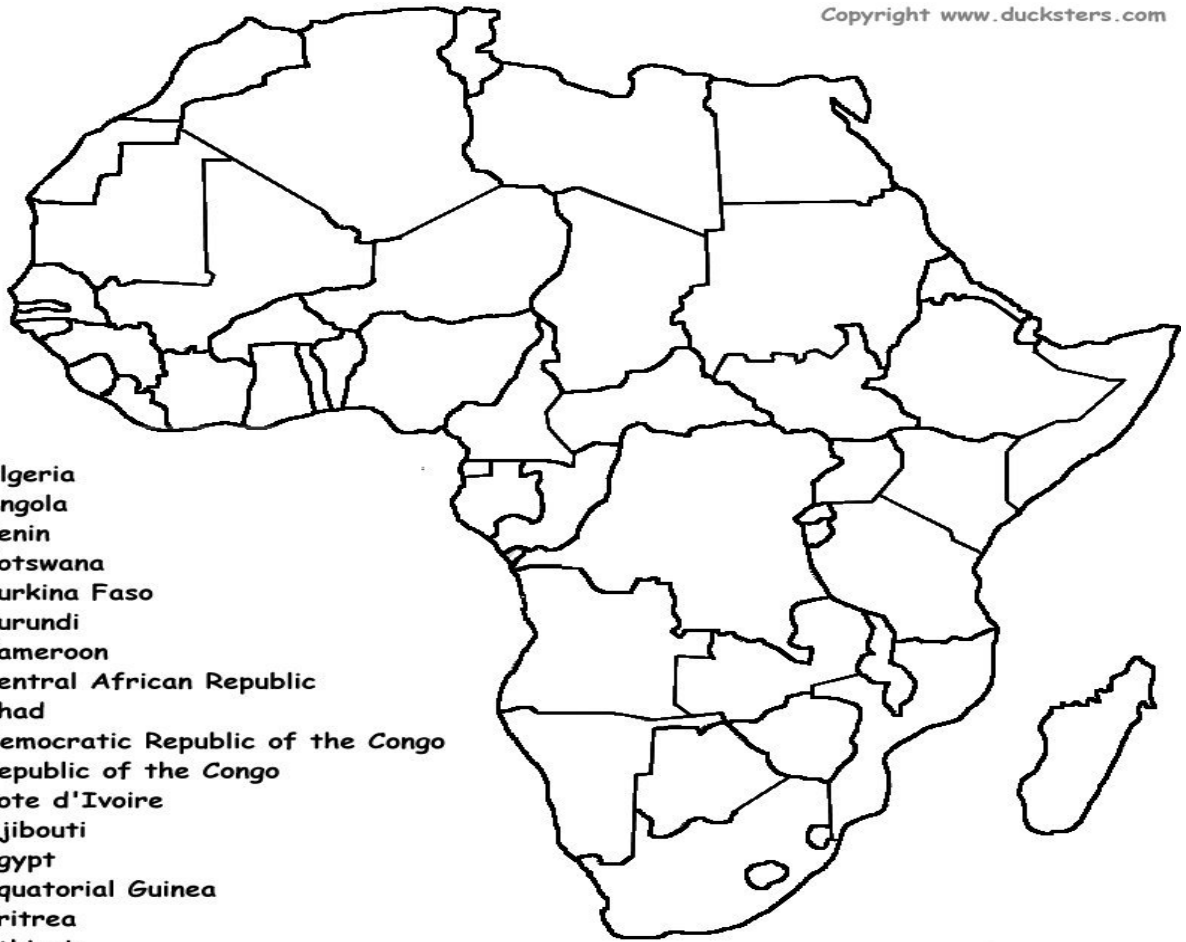 Copyright www.ducksters.com
lgeria
ngola
enin
otswana
urkina Faso
urundi
ameroon
entral African Republic
had
emocratic Republic of the Congo
epublic of the Congo
ote d'Ivoire
jibouti
gypt
quatorial Guinea
ritrea